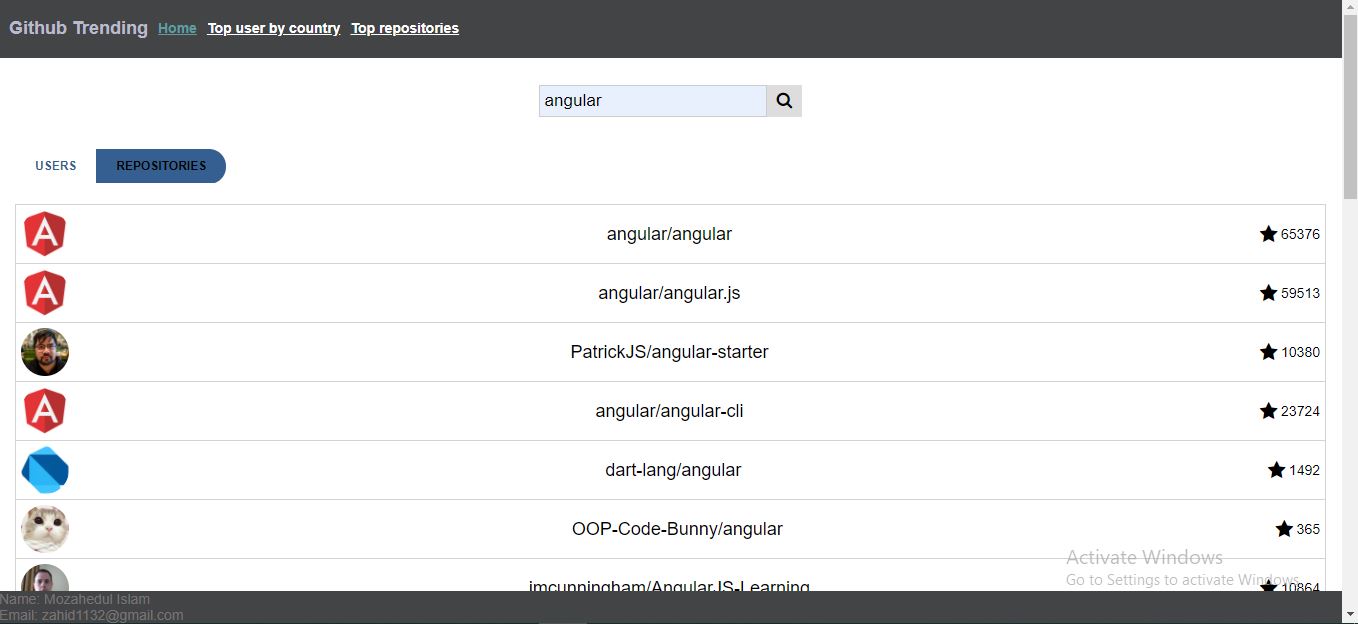 Github Trending Home Top user by country Top repositories
angular
USERS REPOSITORIES
angular/angular 65376
angular/angular.js 59513
PatrickJS/angular-starter 10380
angular/angular-cli 23724
dart-lang/angular 1492
OOP-Code-Bunny/angular 365
Activate Windows
Go to Settings to activate Windows.
jmcunningham/AngularJS-Learning 10864
Name: Mozahedul Islam
Email: zahid1132@gmail.com